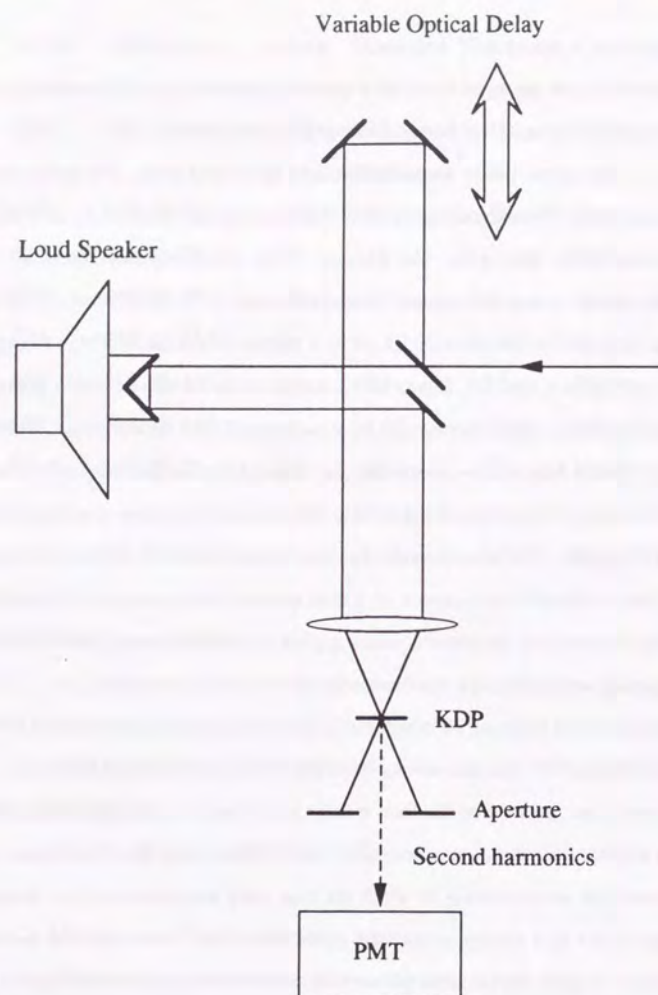 Variable Optical Delay
Loud Speaker
KDP
Aperture
Second harmonics
PMT